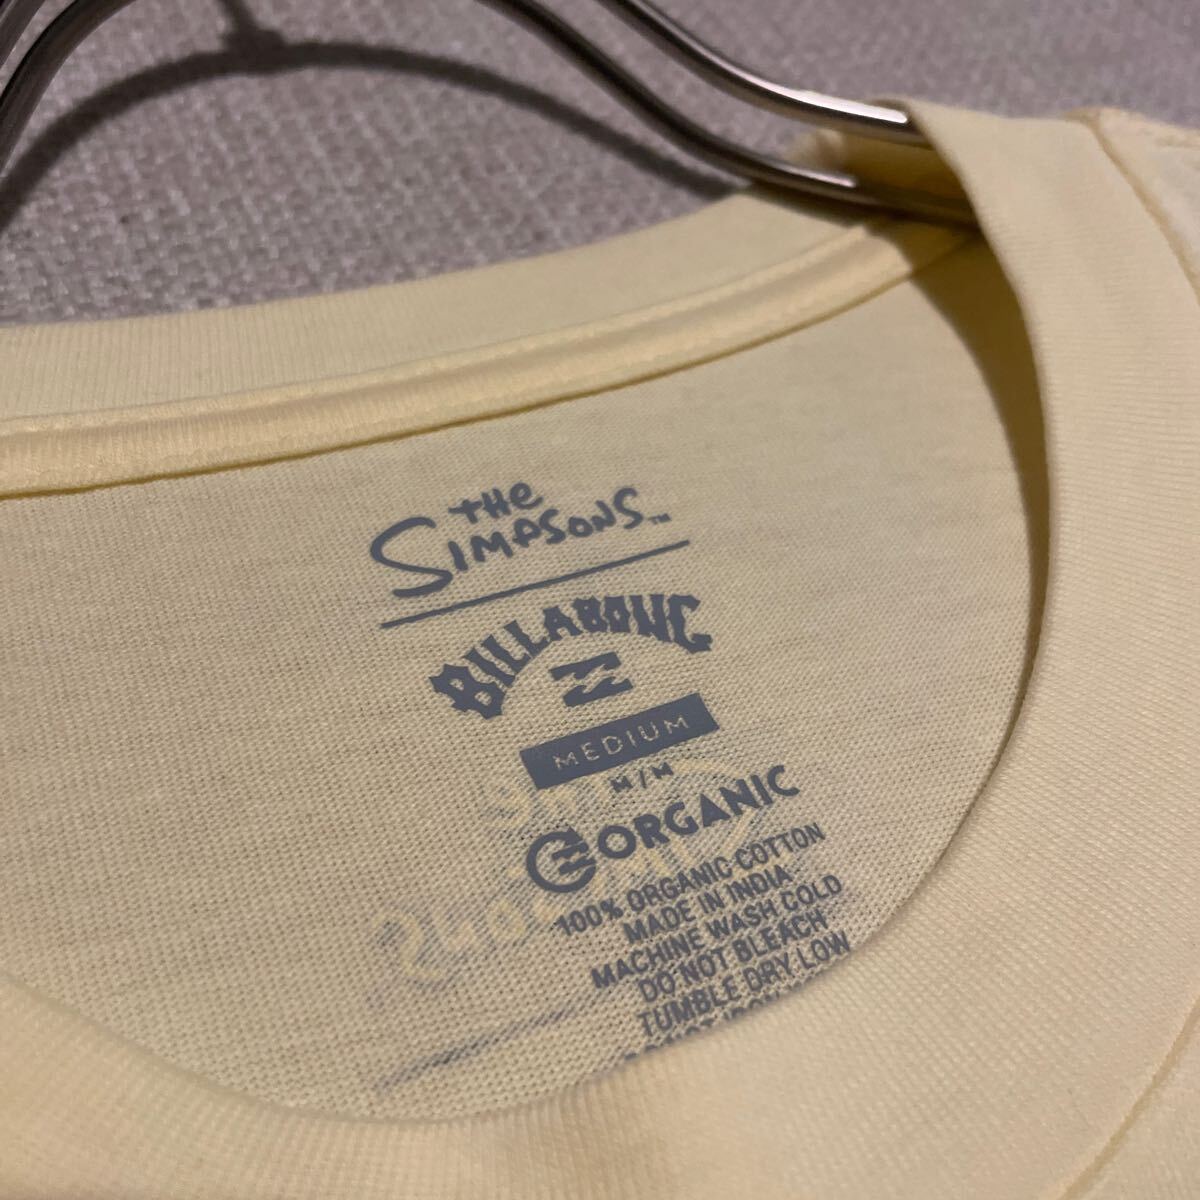 THE
SIMPSONS™
BILLABONG
MEDIUM
M/M
ORGANIC
100% ORGANIC COTTON
MADE IN INDIA
MACHINE WASH COLD
DO NOT BLEACH
TUMBLE DRY LOW